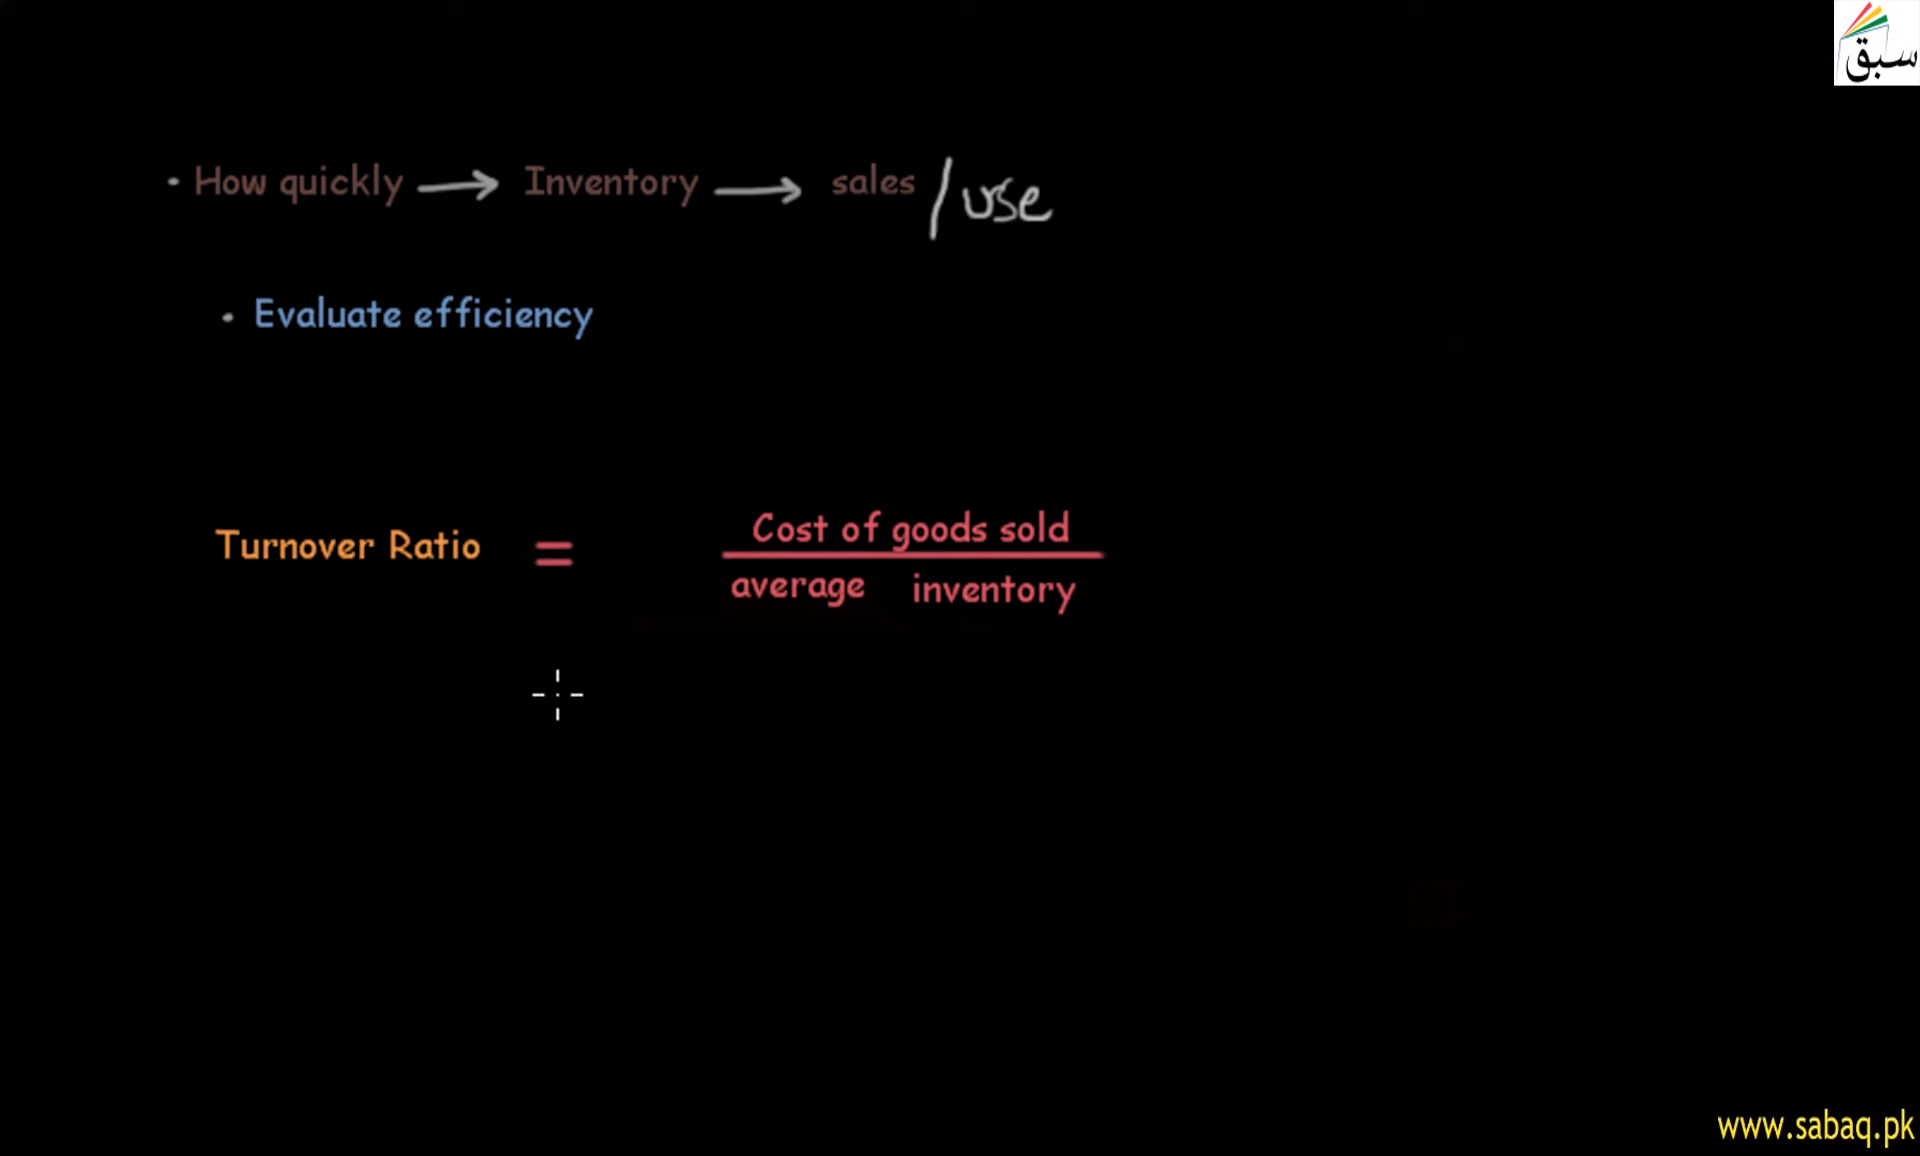 سبق
• How quickly → Inventory → sales / use
• Evaluate efficiency
Turnover Ratio = Cost of goods sold
average inventory
www.sabaq.pk